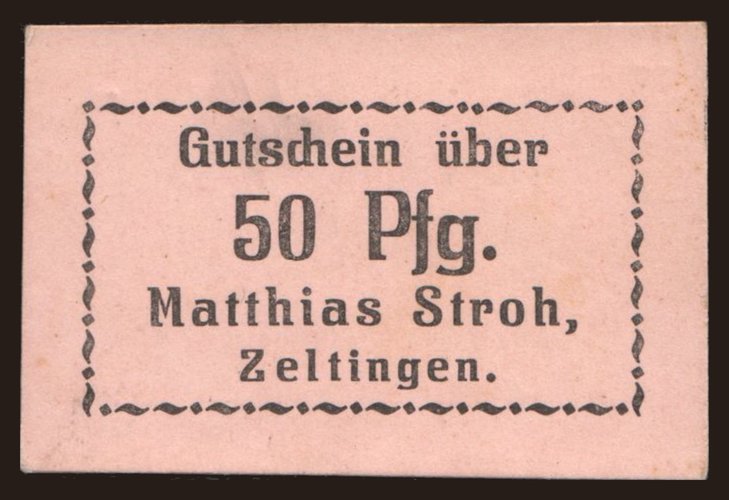 Gutschein über
50 Pfg.
Matthias Stroh,
Zeltingen.